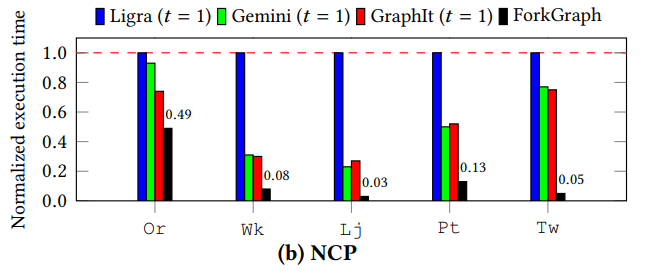 Ligra (t = 1) Gemini (t = 1) GraphIt (t = 1) ForkGraph
Normalized execution time
1.0
0.8
0.6
0.4
0.2
0.0
0.49
0.08
0.03
0.13
0.05
Or Wk Lj Pt Tw
(b) NCP